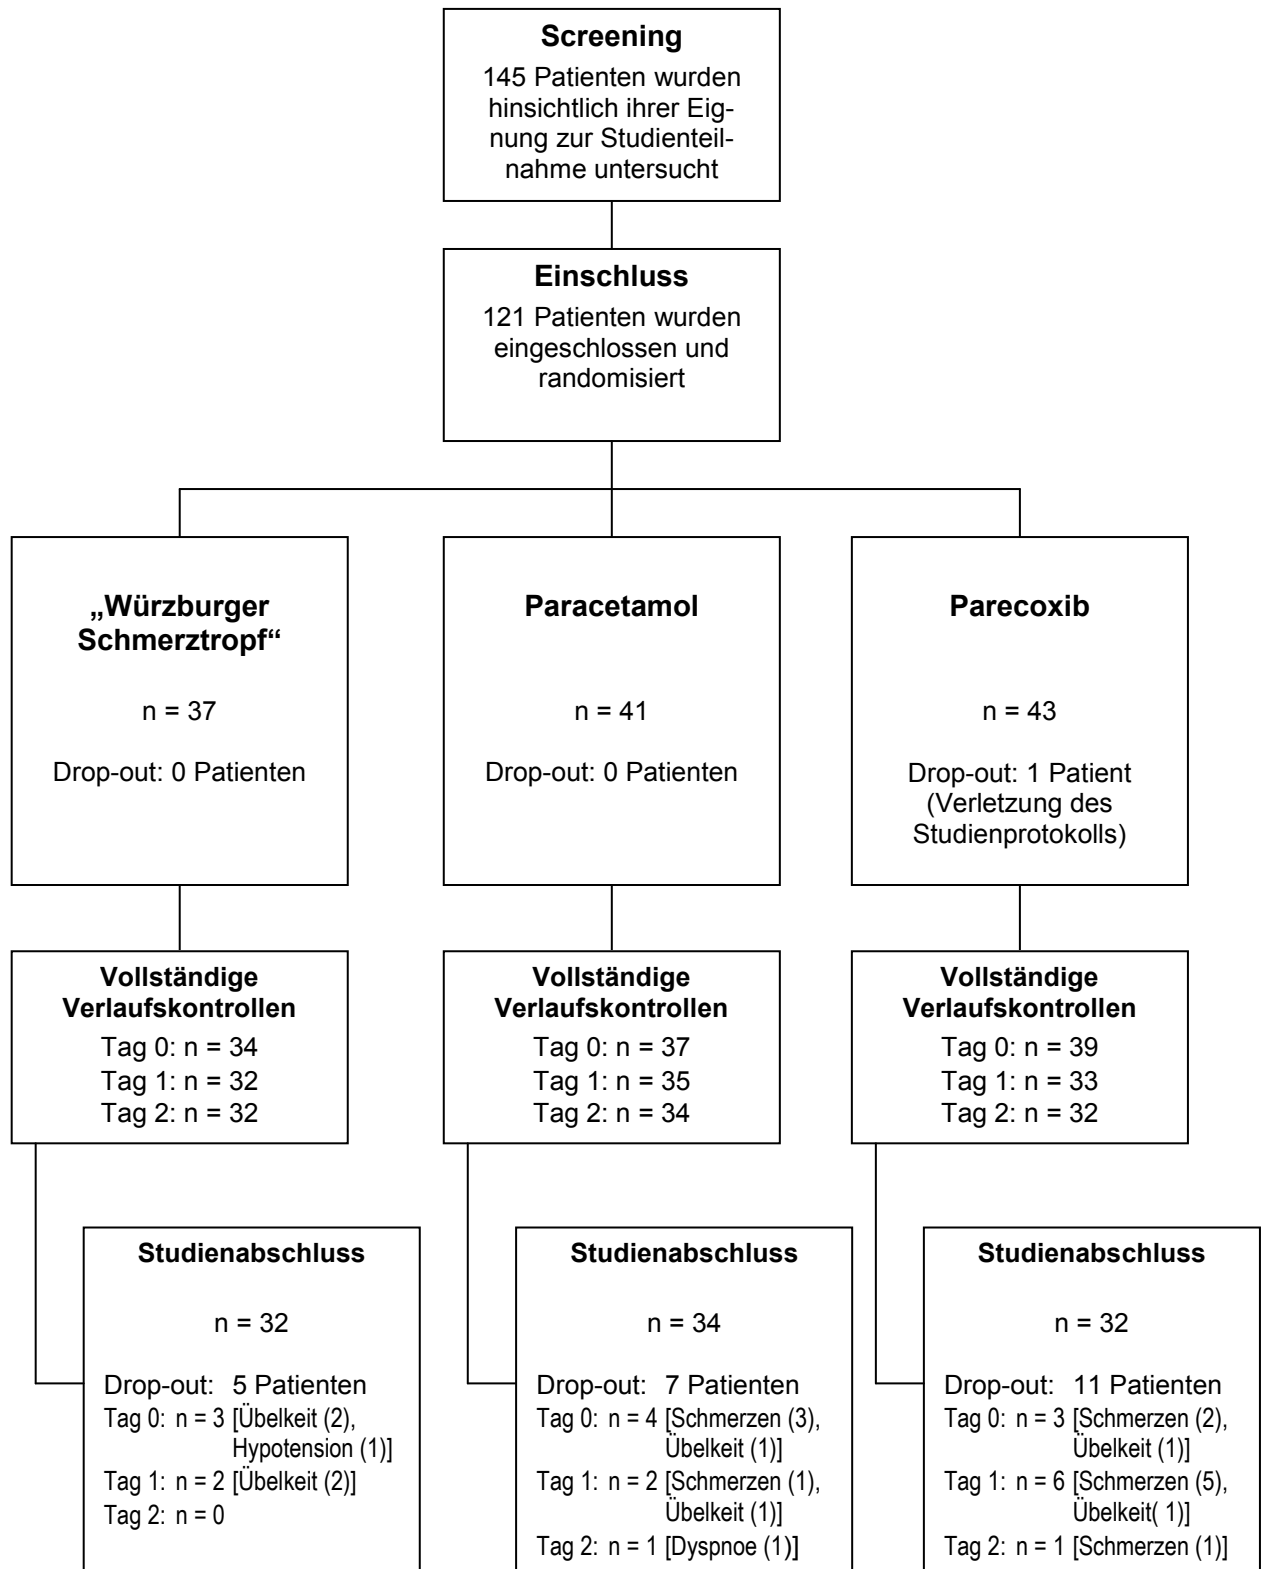 Screening
145 Patienten wurden
hinsichtlich ihrer Eig-
nung zur Studienteil-
nahme untersucht
Einschluss
121 Patienten wurden
eingeschlossen und
randomisiert
„Würzburger
Schmerztropf“
n = 37
Drop-out: 0 Patienten
Paracetamol
n = 41
Drop-out: 0 Patienten
Parecoxib
n = 43
Drop-out: 1 Patient
(Verletzung des
Studienprotokolls)
Vollständige
Verlaufskontrollen
Tag 0: n = 34
Tag 1: n = 32
Tag 2: n = 32
Vollständige
Verlaufskontrollen
Tag 0: n = 37
Tag 1: n = 35
Tag 2: n = 34
Vollständige
Verlaufskontrollen
Tag 0: n = 39
Tag 1: n = 33
Tag 2: n = 32
Studienabschluss
n = 32
Drop-out: 5 Patienten
Tag 0: n = 3 [Übelkeit (2),
Hypotension (1)]
Tag 1: n = 2 [Übelkeit (2)]
Tag 2: n = 0
Studienabschluss
n = 34
Drop-out: 7 Patienten
Tag 0: n = 4 [Schmerzen (3),
Übelkeit (1)]
Tag 1: n = 2 [Schmerzen (1),
Übelkeit (1)]
Tag 2: n = 1 [Dyspnoe (1)]
Studienabschluss
n = 32
Drop-out: 11 Patienten
Tag 0: n = 3 [Schmerzen (2),
Übelkeit (1)]
Tag 1: n = 6 [Schmerzen (5),
Übelkeit( 1)]
Tag 2: n = 1 [Schmerzen (1)]